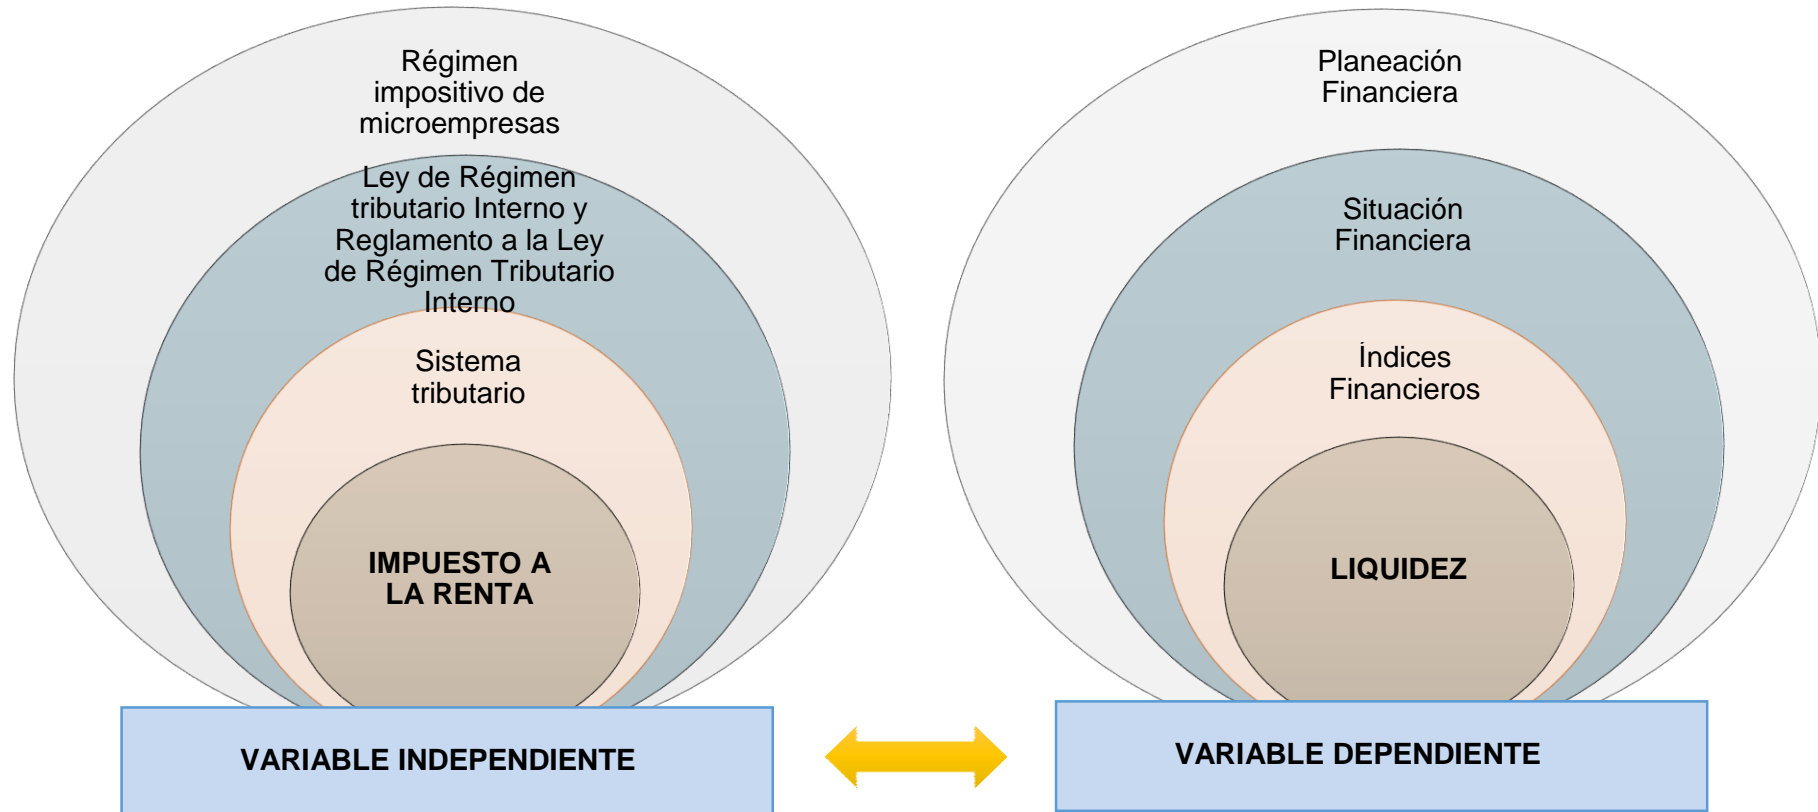 Régimen
impositivo de
microempresas
Ley de Régimen
tributario Interno y
Reglamento a la Ley
de Régimen Tributario
Interno
Sistema
tributario
IMPUESTO A
LA RENTA
VARIABLE INDEPENDIENTE
Planeación
Financiera
Situación
Financiera
Índices
Financieros
LIQUIDEZ
VARIABLE DEPENDIENTE